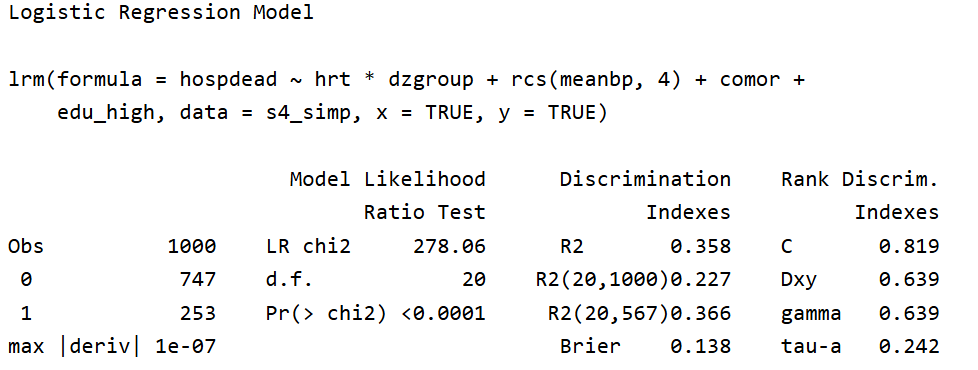 Logistic Regression Model
lrm(formula = hospdead ~ hrt * dzgroup + rcs(meanbp, 4) + comor +
    edu_high, data = s4_simp, x = TRUE, y = TRUE)
                       Model Likelihood      Discrimination    Rank Discrim.
                             Ratio Test             Indexes          Indexes
Obs          1000    LR chi2     278.06      R2       0.358    C       0.819
 0            747    d.f.            20    R2(20,1000)0.227    Dxy     0.639
 1            253    Pr(> chi2) <0.0001     R2(20,567)0.366    gamma   0.639
max |deriv| 1e-07                            Brier    0.138    tau-a   0.242